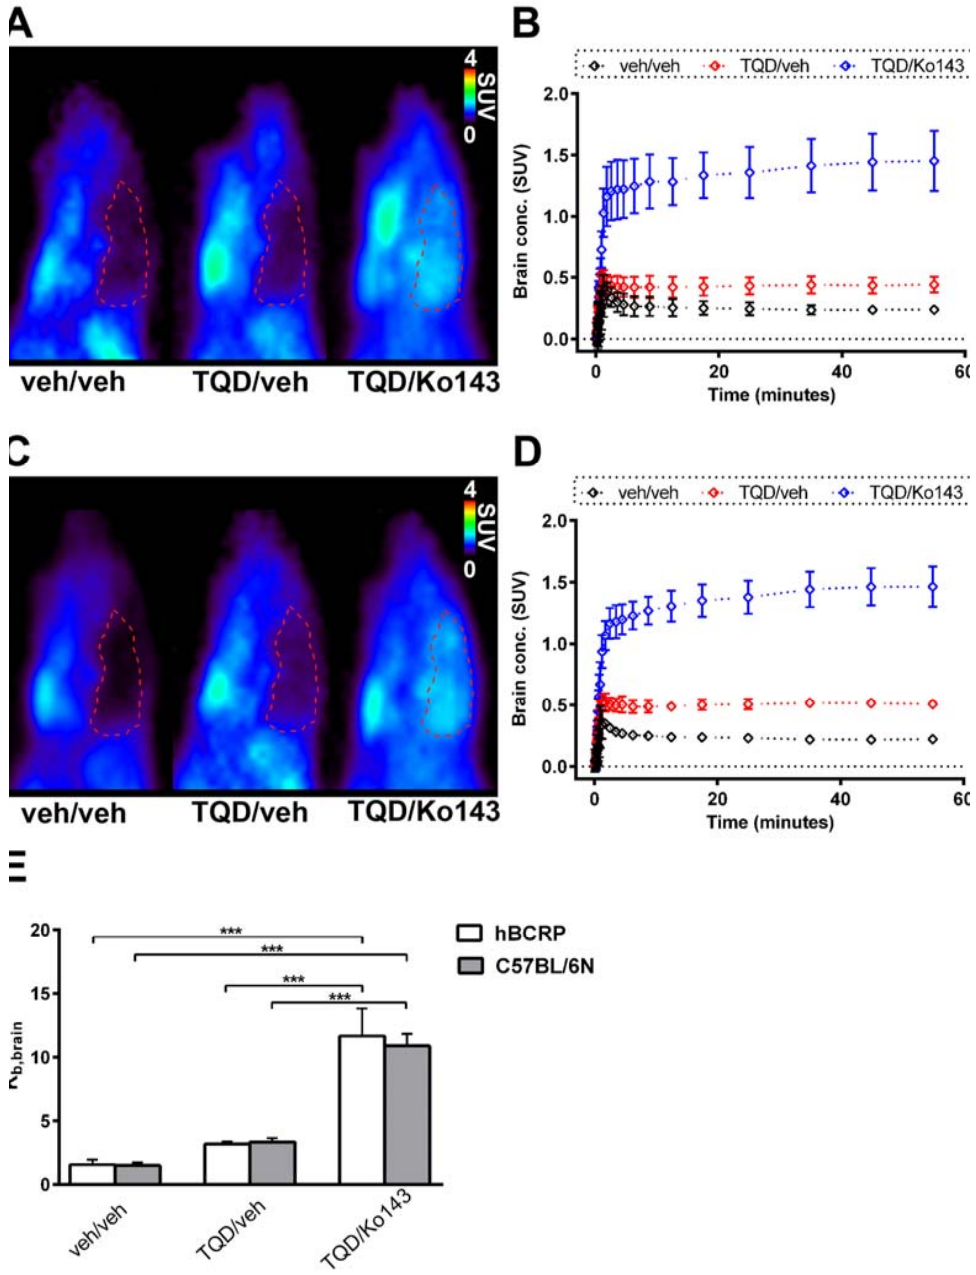 A
4
SUV
0
veh/veh TQD/veh TQD/Ko143
B
veh/veh TQD/veh TQD/Ko143
2.0
1.5
1.0
0.5
0.0
Brain conc. (SUV)
0 20 40 60
Time (minutes)
C
4
SUV
0
veh/veh TQD/veh TQD/Ko143
D
veh/veh TQD/veh TQD/Ko143
2.0
1.5
1.0
0.5
0.0
Brain conc. (SUV)
0 20 40 60
Time (minutes)
E
20
15
10
5
0
b,brain
***
***
***
***
hBCRP
C57BL/6N
veh/veh
TQD/veh
TQD/Ko143